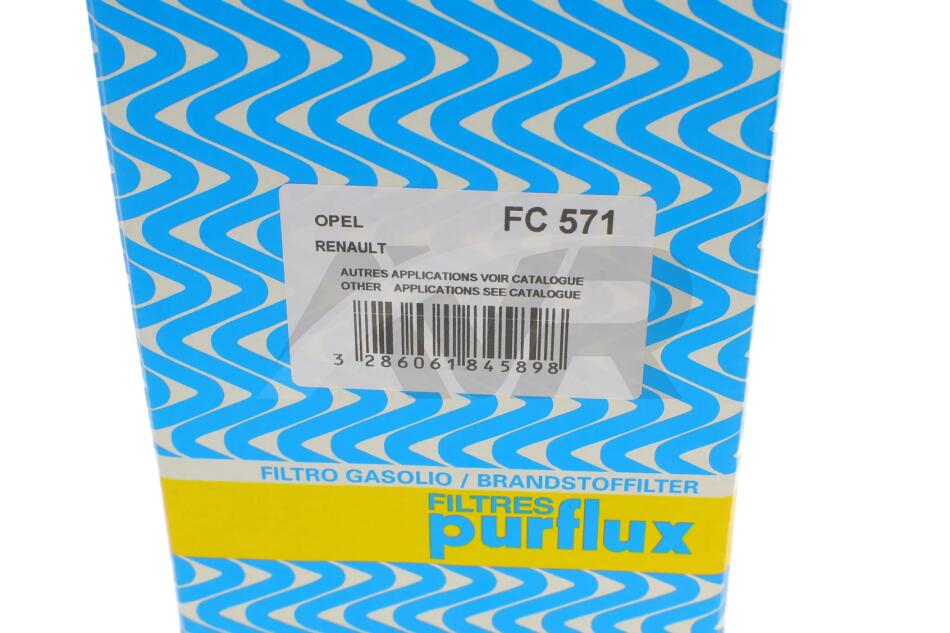 OPEL
FC 571
RENAULT
AUTRES APPLICATIONS VOIR CATALOGUE
OTHER APPLICATIONS SEE CATALOGUE
3 286061 845898
AVR
FILTRO GASOLIO / BRANDSTOFFILTER
FILTRES
purflux